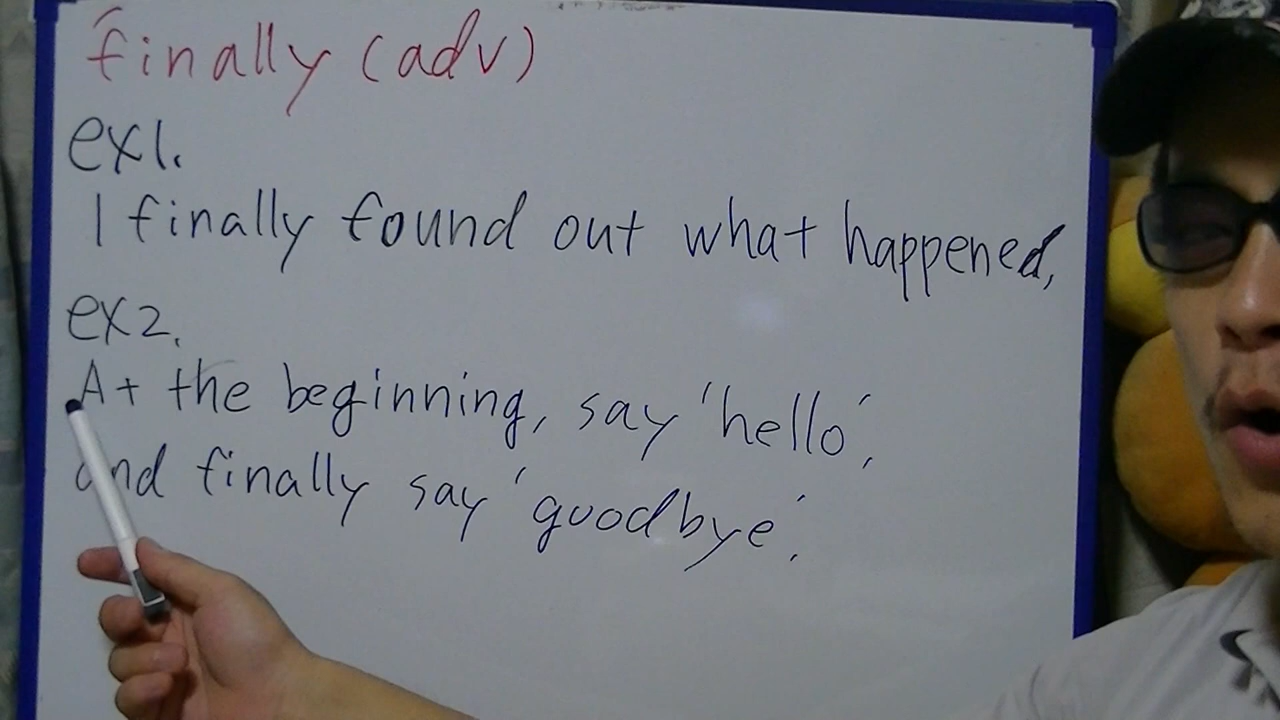 finally (adv)
ex1.
I finally found out what happened,
ex2.
At the beginning, say 'hello',
and finally say 'goodbye'.